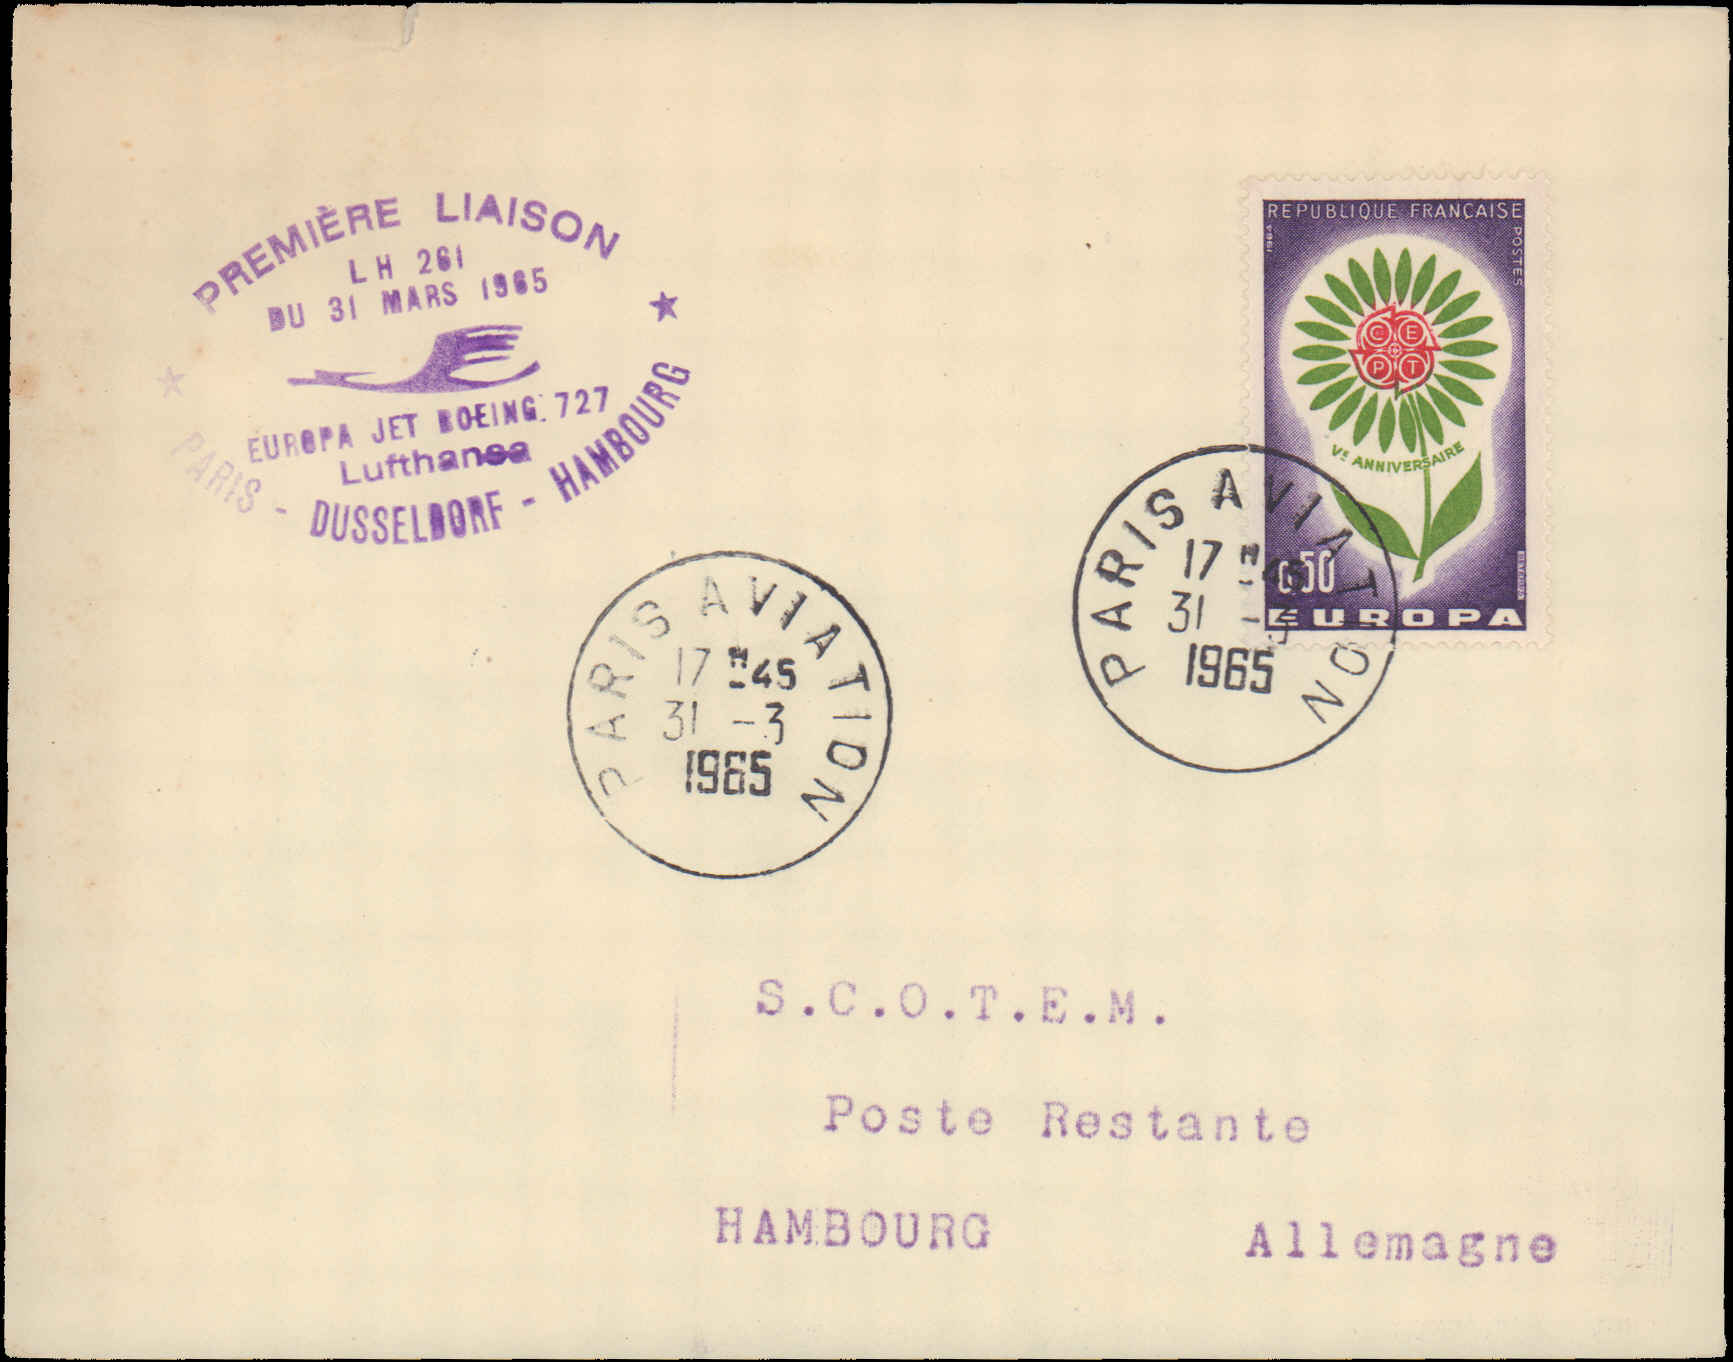 PREMIÈRE LIAISON
LH 261
DU 31 MARS 1965
EUROPA JET BOEING 727
Lufthansa
PARIS - DUSSELDORF - HAMBOURG
REPUBLIQUE FRANÇAISE
POSTES
1964
C E
P T
Ve ANNIVERSAIRE
0,50
EUROPA
PARIS AVIATION
17 H -45
31 -3
1965
PARIS AVIATION
17 H -45
31 -3
1965
S.C.O.T.E.M.
Poste Restante
HAMBOURG Allemagne